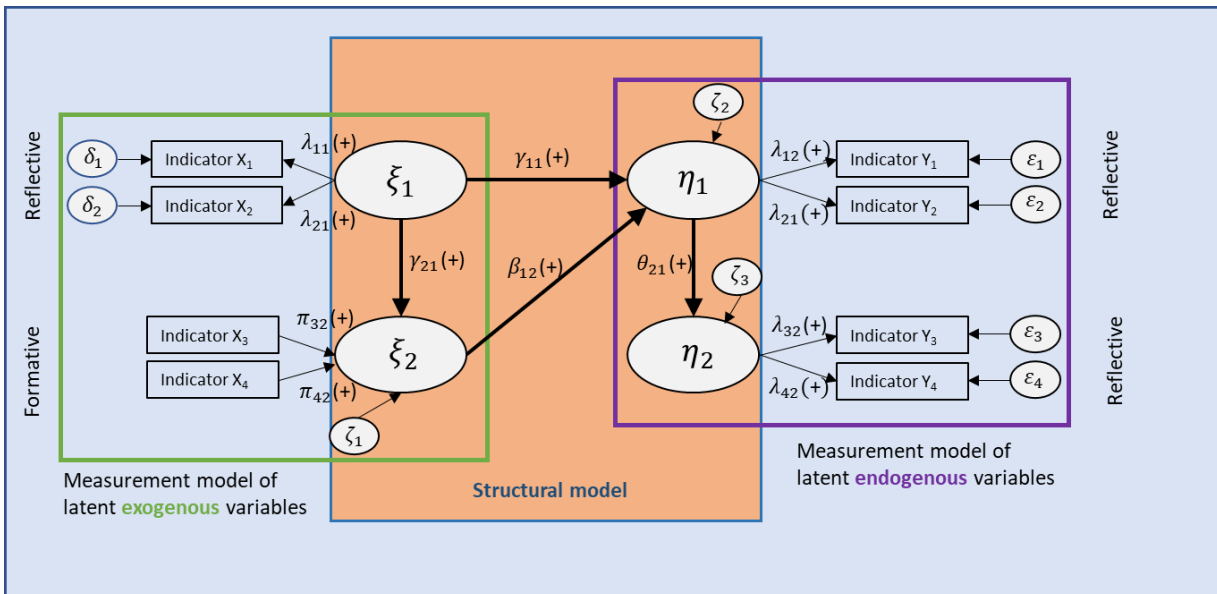 Reflective
δ₁
Indicator X₁
λ₁₁(+)
δ₂
Indicator X₂
λ₂₁(+)
ξ₁
γ₁₁(+)
γ₂₁(+)
β₁₂(+)
Formative
Indicator X₃
π₃₂(+)
Indicator X₄
π₄₂(+)
ξ₂
ζ₁
ζ₂
η₁
λ₁₂(+)
Indicator Y₁
ε₁
λ₂₁(+)
Indicator Y₂
ε₂
Reflective
θ₂₁(+)
ζ₃
η₂
λ₃₂(+)
Indicator Y₃
ε₃
λ₄₂(+)
Indicator Y₄
ε₄
Reflective
Measurement model of
latent exogenous variables
Structural model
Measurement model of
latent endogenous variables